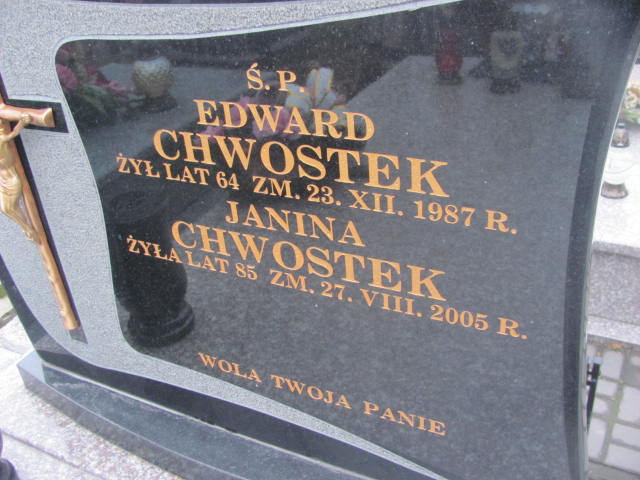 Ś. P.
EDWARD
CHWOSTEK
ŻYŁ LAT 64 ZM. 23. XII. 1987 R.
JANINA
CHWOSTEK
ŻYŁA LAT 85 ZM. 27. VIII. 2005 R.
WOLA TWOJA PANIE